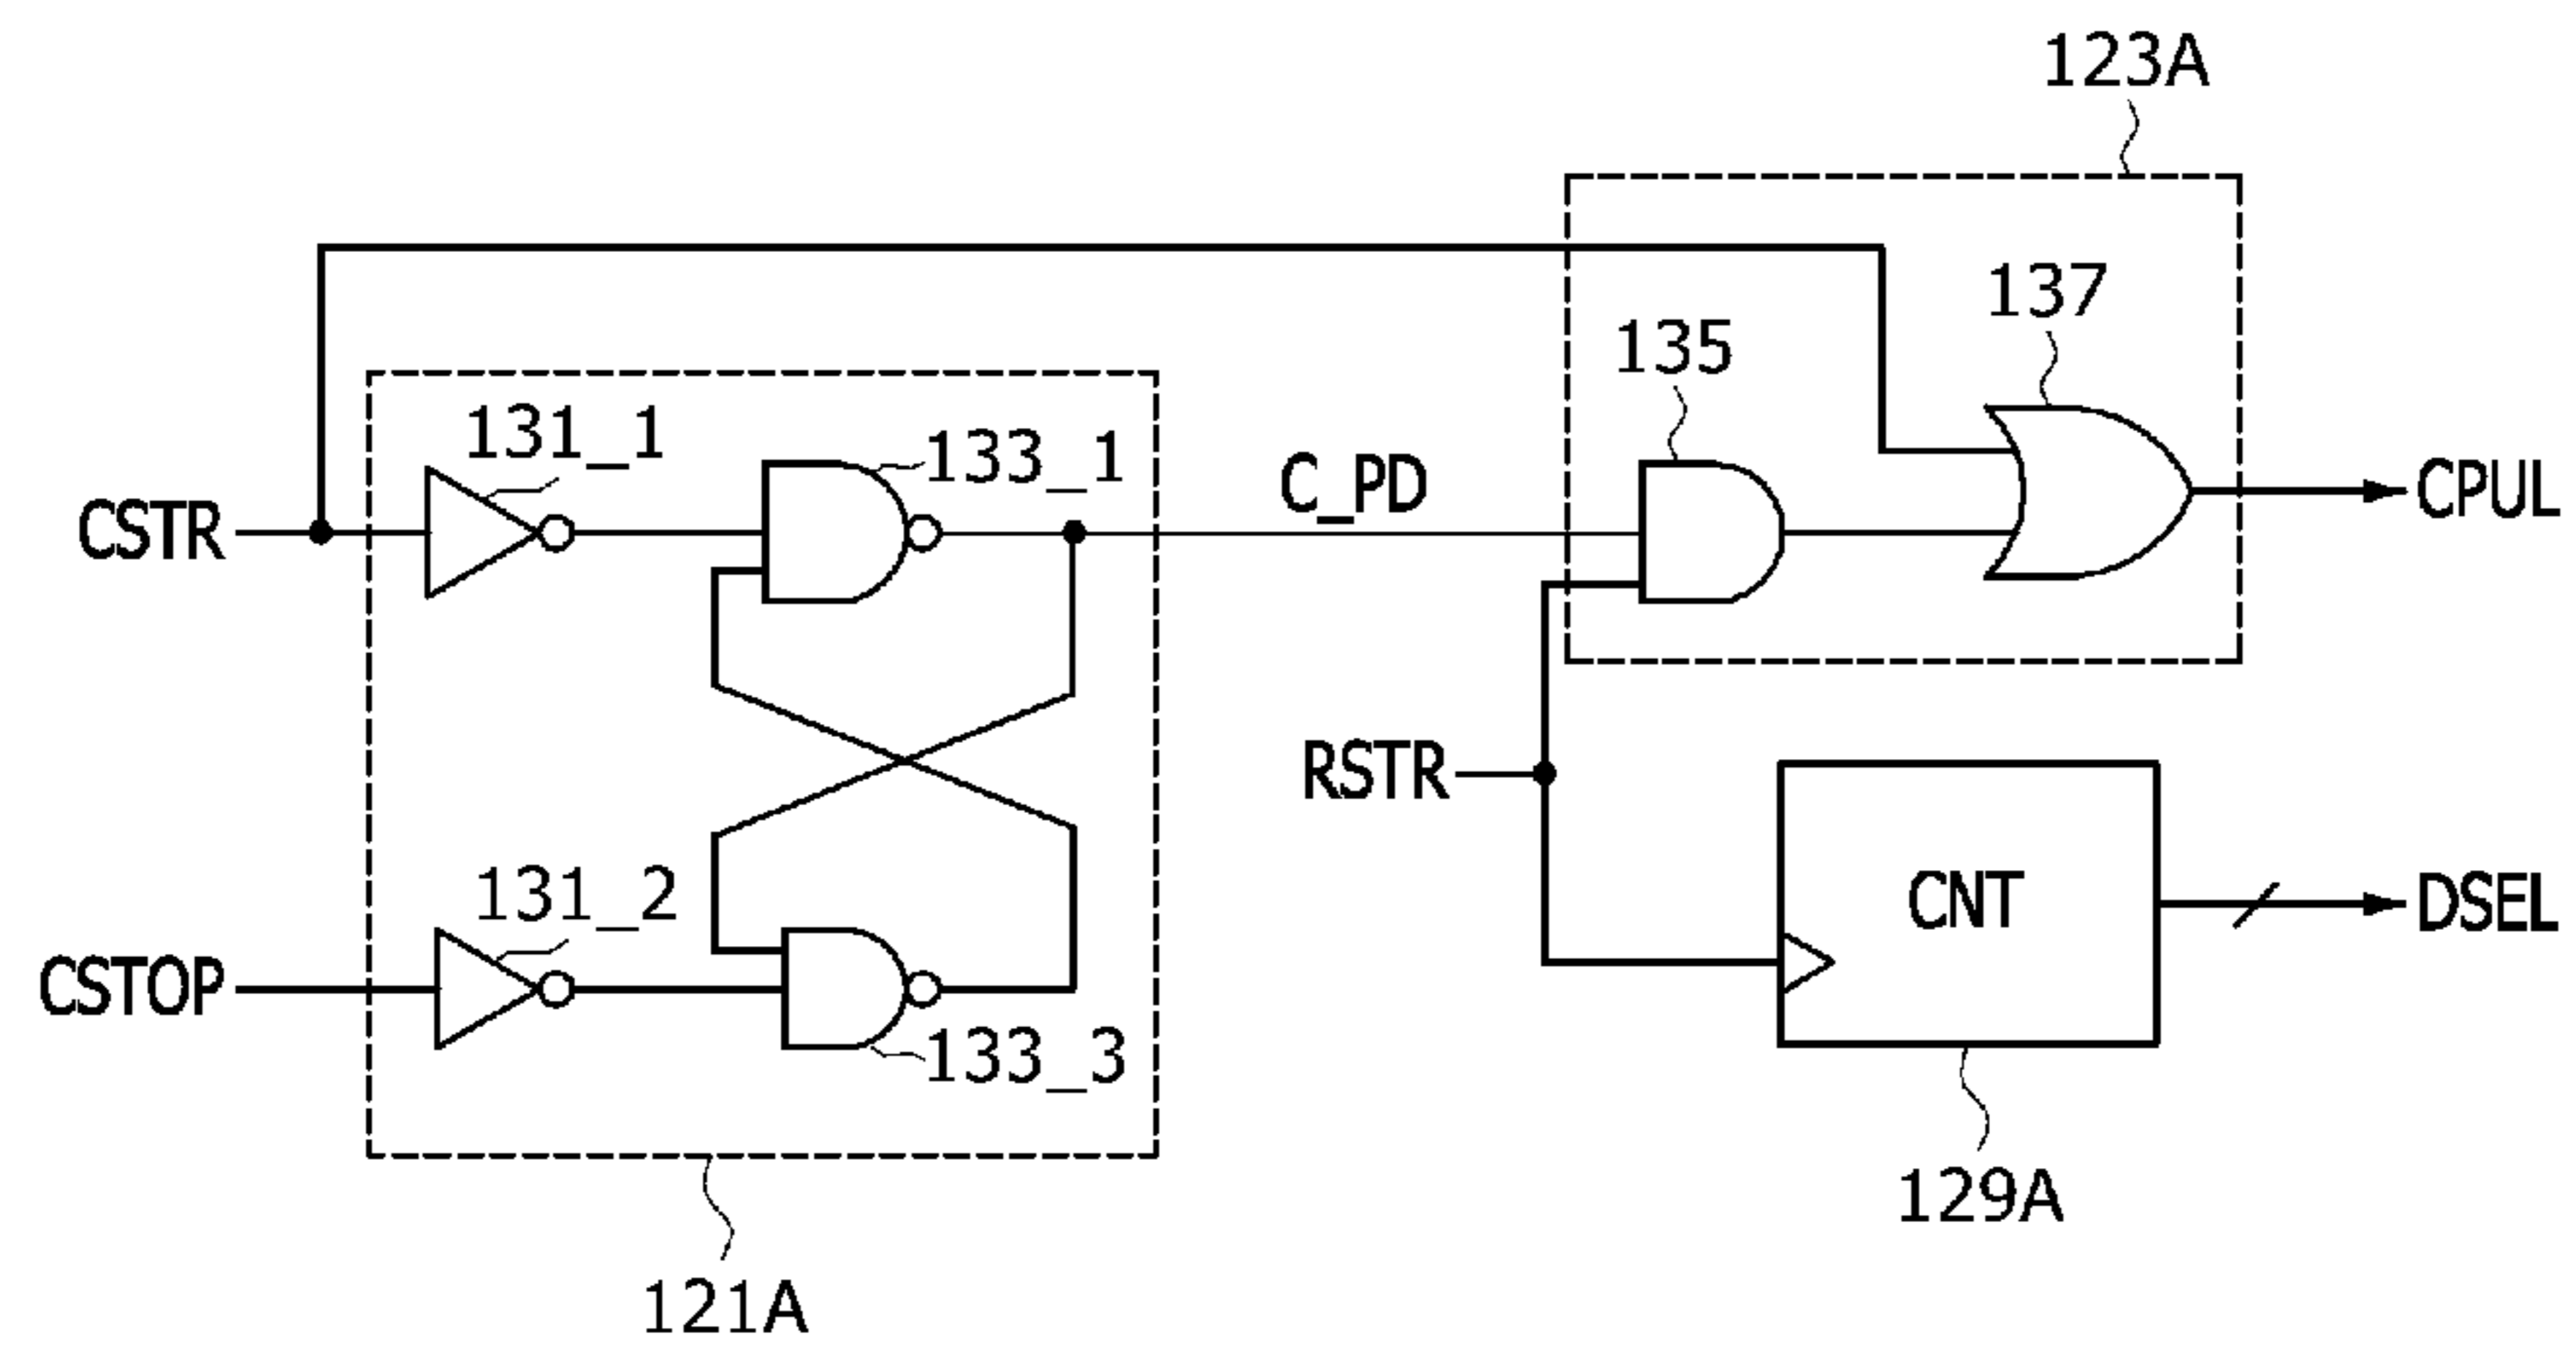 123A
137
135
131_1
133_1
C_PD
CSTR
CPUL
RSTR
131_2
CNT
DSEL
CSTOP
133_3
129A
121A